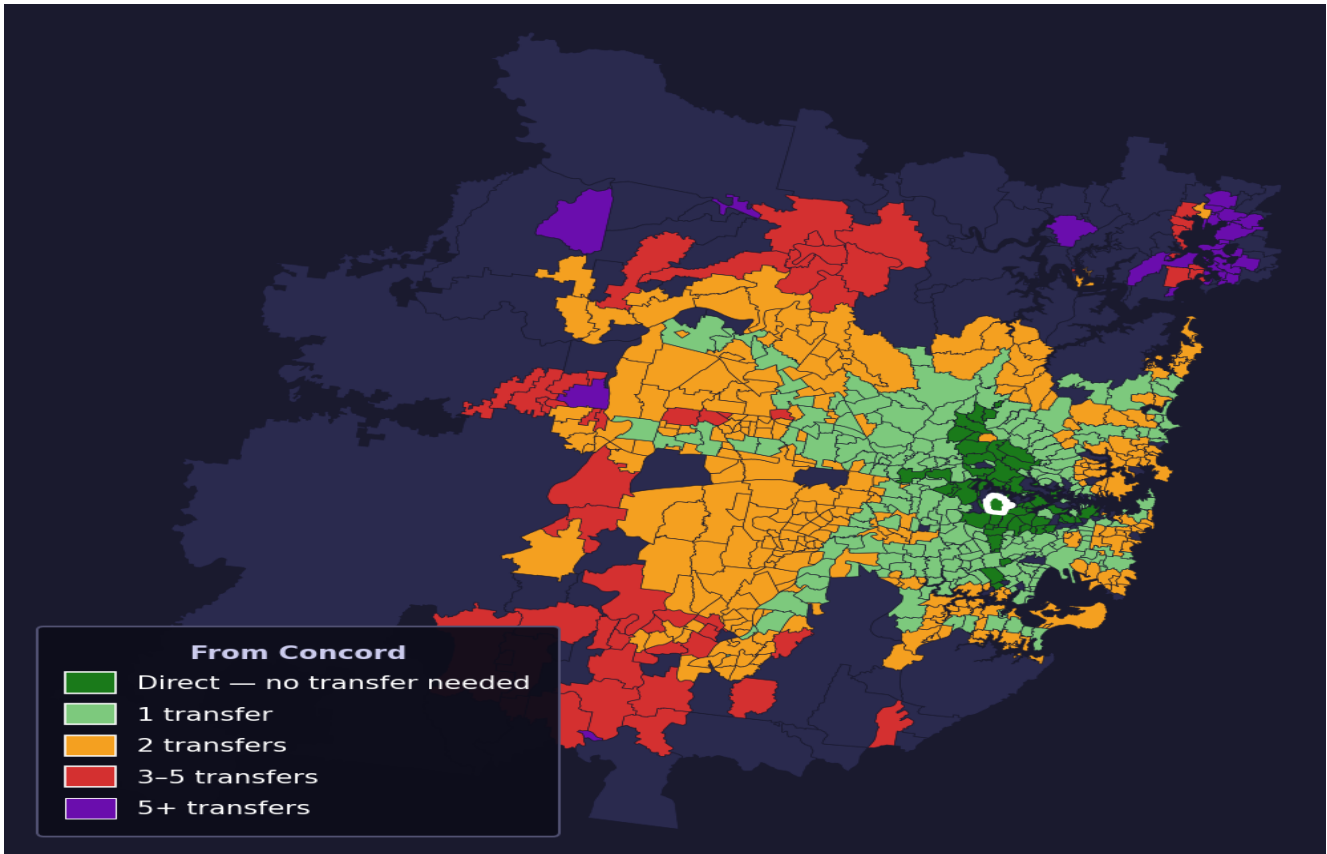 From Concord
Direct — no transfer needed
1 transfer
2 transfers
3–5 transfers
5+ transfers